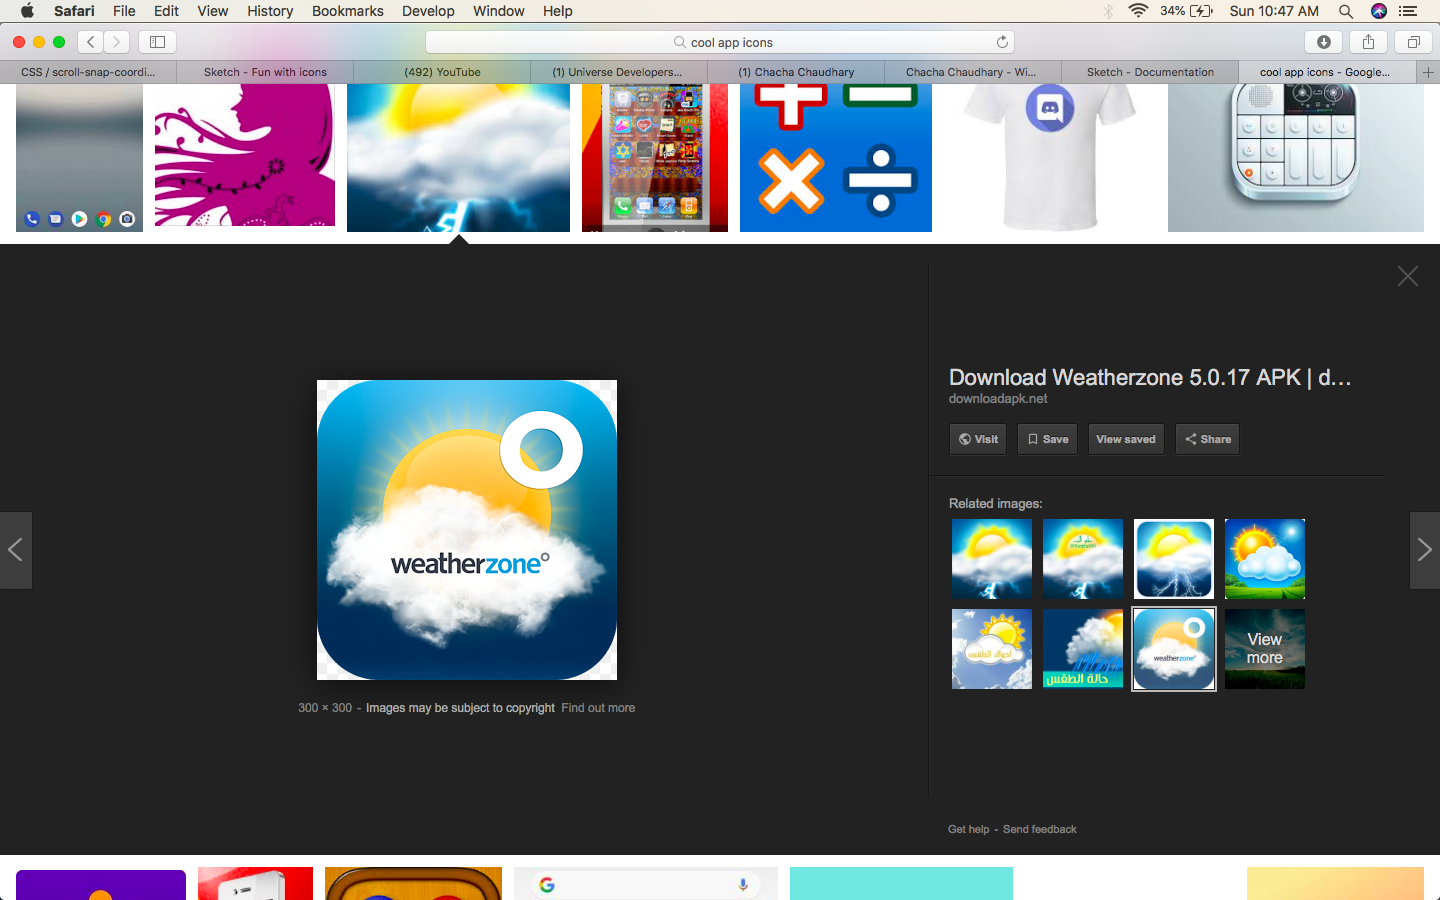 Safari File Edit View History Bookmarks Develop Window Help
34% Sun 10:47 AM
cool app icons
CSS / scroll-snap-coordi...
Sketch - Fun with icons
(492) YouTube
(1) Universe Developers...
(1) Chacha Chaudhary
Chacha Chaudhary - Wi...
Sketch - Documentation
cool app icons - Google...
Download Weatherzone 5.0.17 APK | d...
downloadapk.net
Visit
Save
View saved
Share
weatherzone°
300 × 300 - Images may be subject to copyright Find out more
Related images:
أحوال الطقس
حالة الطقس
weatherzone°
View
more
Get help - Send feedback